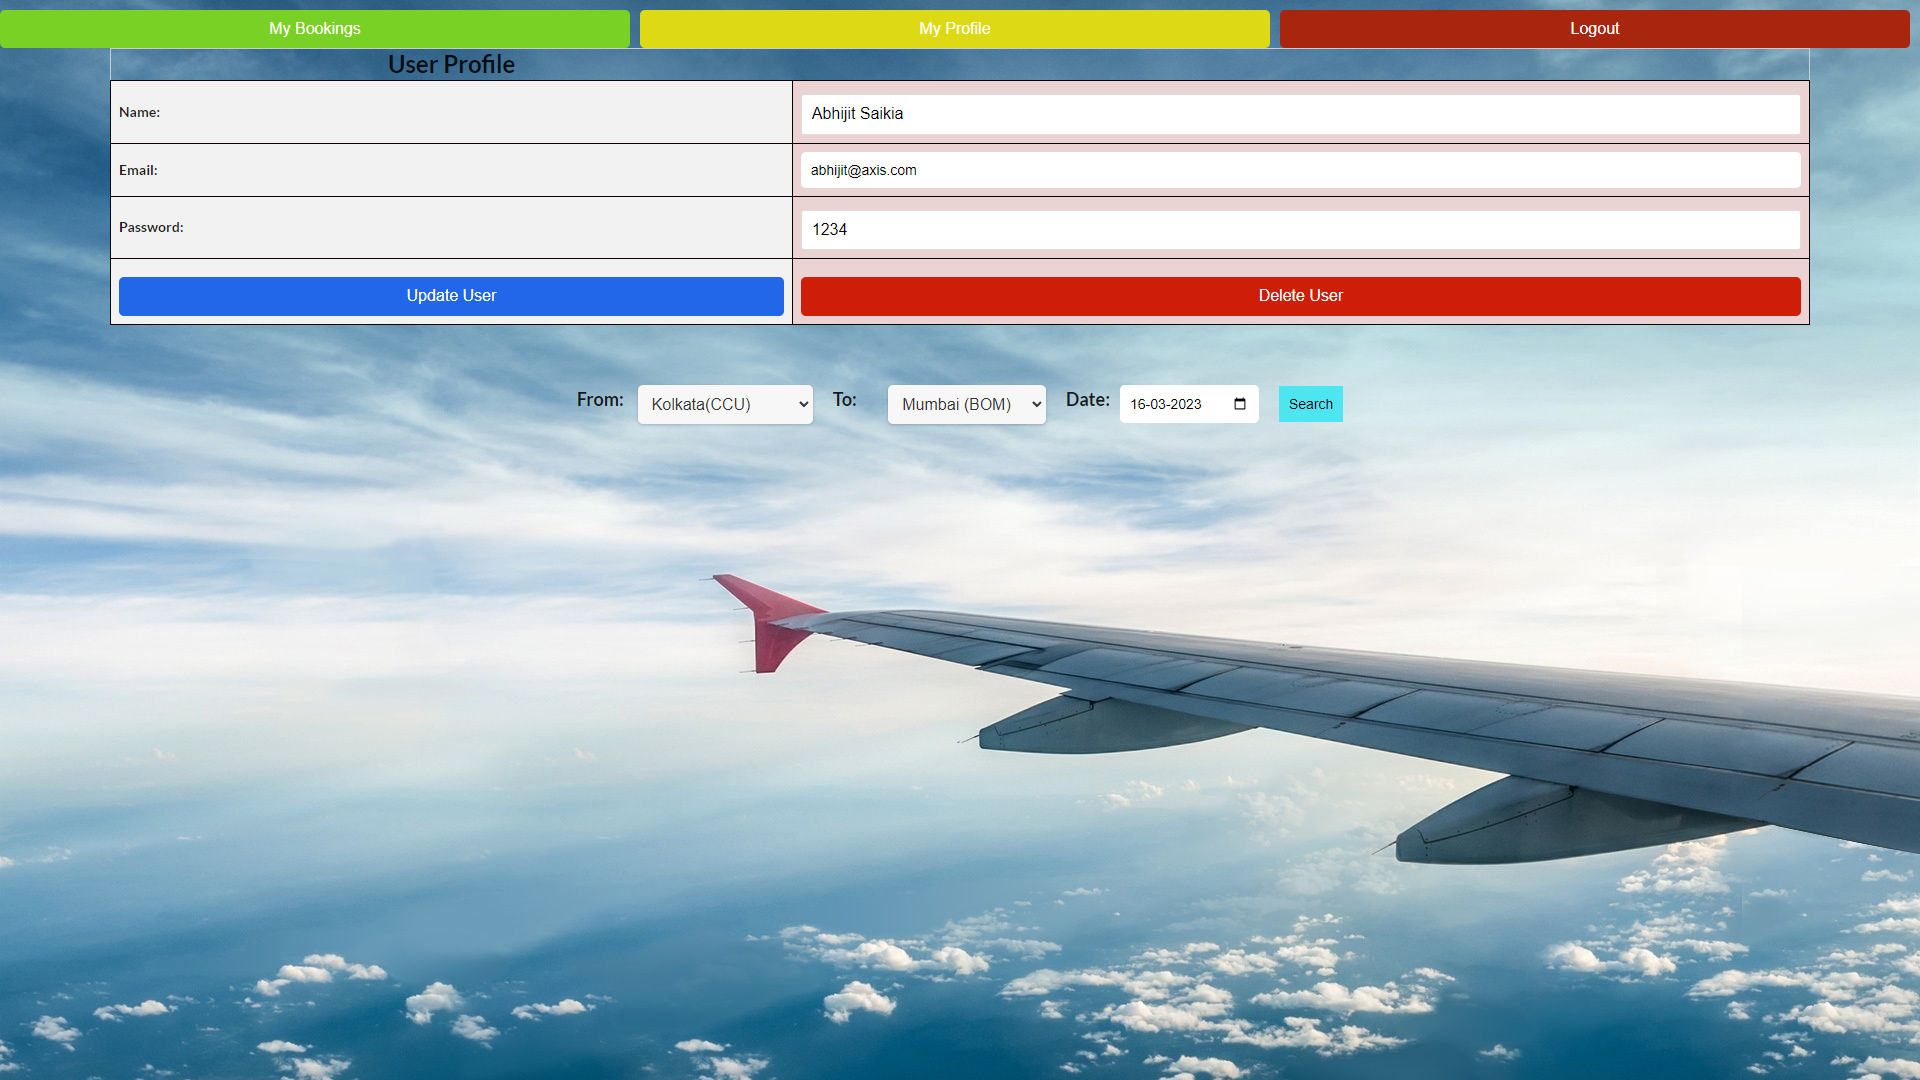 My Bookings My Profile Logout
User Profile
Name: Abhijit Saikia
Email: abhijit@axis.com
Password: 1234
Update User Delete User
From: Kolkata(CCU) To: Mumbai (BOM) Date: 16-03-2023 Search